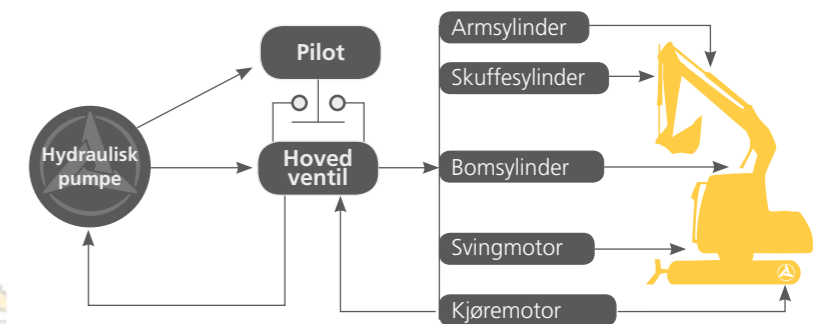 Armsylinder
Pilot
Skuffesylinder
Hydraulisk
pumpe
Hoved
ventil
Bomsylinder
Svingmotor
Kjøremotor